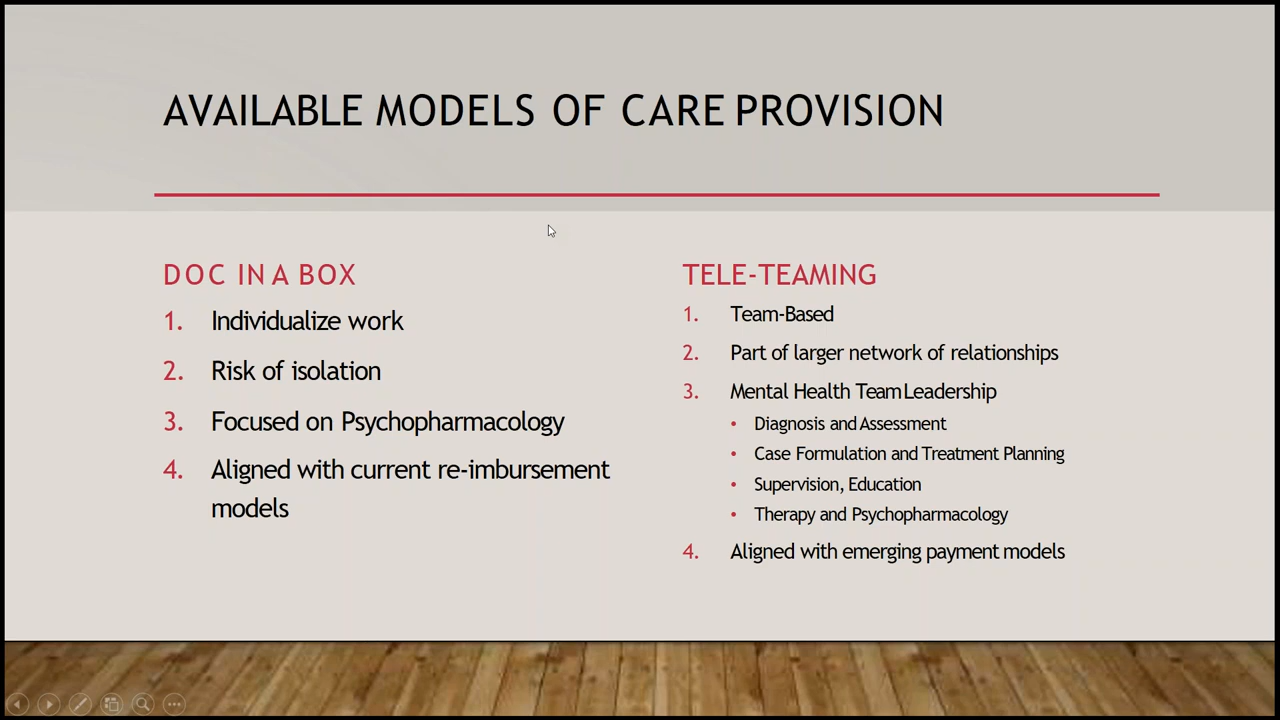 AVAILABLE MODELS OF CARE PROVISION
DOC IN A BOX
1. Individualize work
2. Risk of isolation
3. Focused on Psychopharmacology
4. Aligned with current re-imbursement
models
TELE-TEAMING
1. Team-Based
2. Part of larger network of relationships
3. Mental Health Team Leadership
• Diagnosis and Assessment
• Case Formulation and Treatment Planning
• Supervision, Education
• Therapy and Psychopharmacology
4. Aligned with emerging payment models